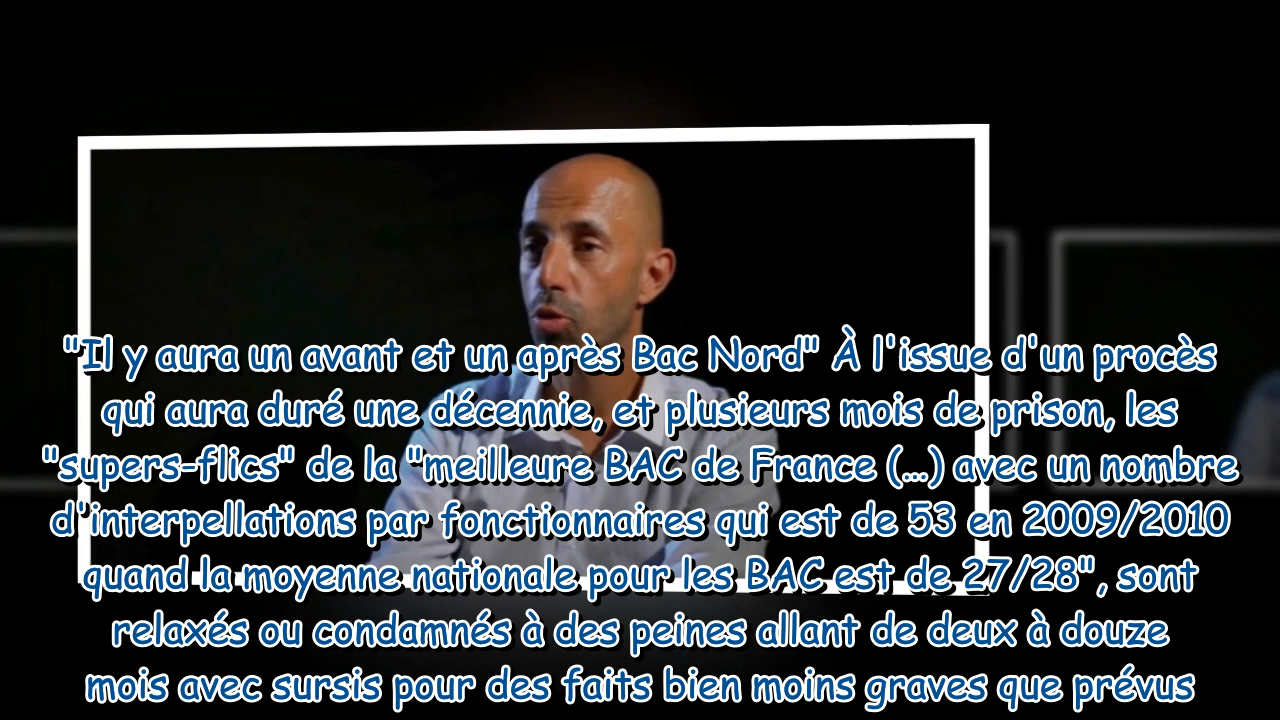 "Il y aura un avant et un après Bac Nord" À l'issue d'un procès
qui aura duré une décennie, et plusieurs mois de prison, les
"supers-flics" de la "meilleure BAC de France (...) avec un nombre
d'interpellations par fonctionnaires qui est de 53 en 2009/2010
quand la moyenne nationale pour les BAC est de 27/28", sont
relaxés ou condamnés à des peines allant de deux à douze
mois avec sursis pour des faits bien moins graves que prévus